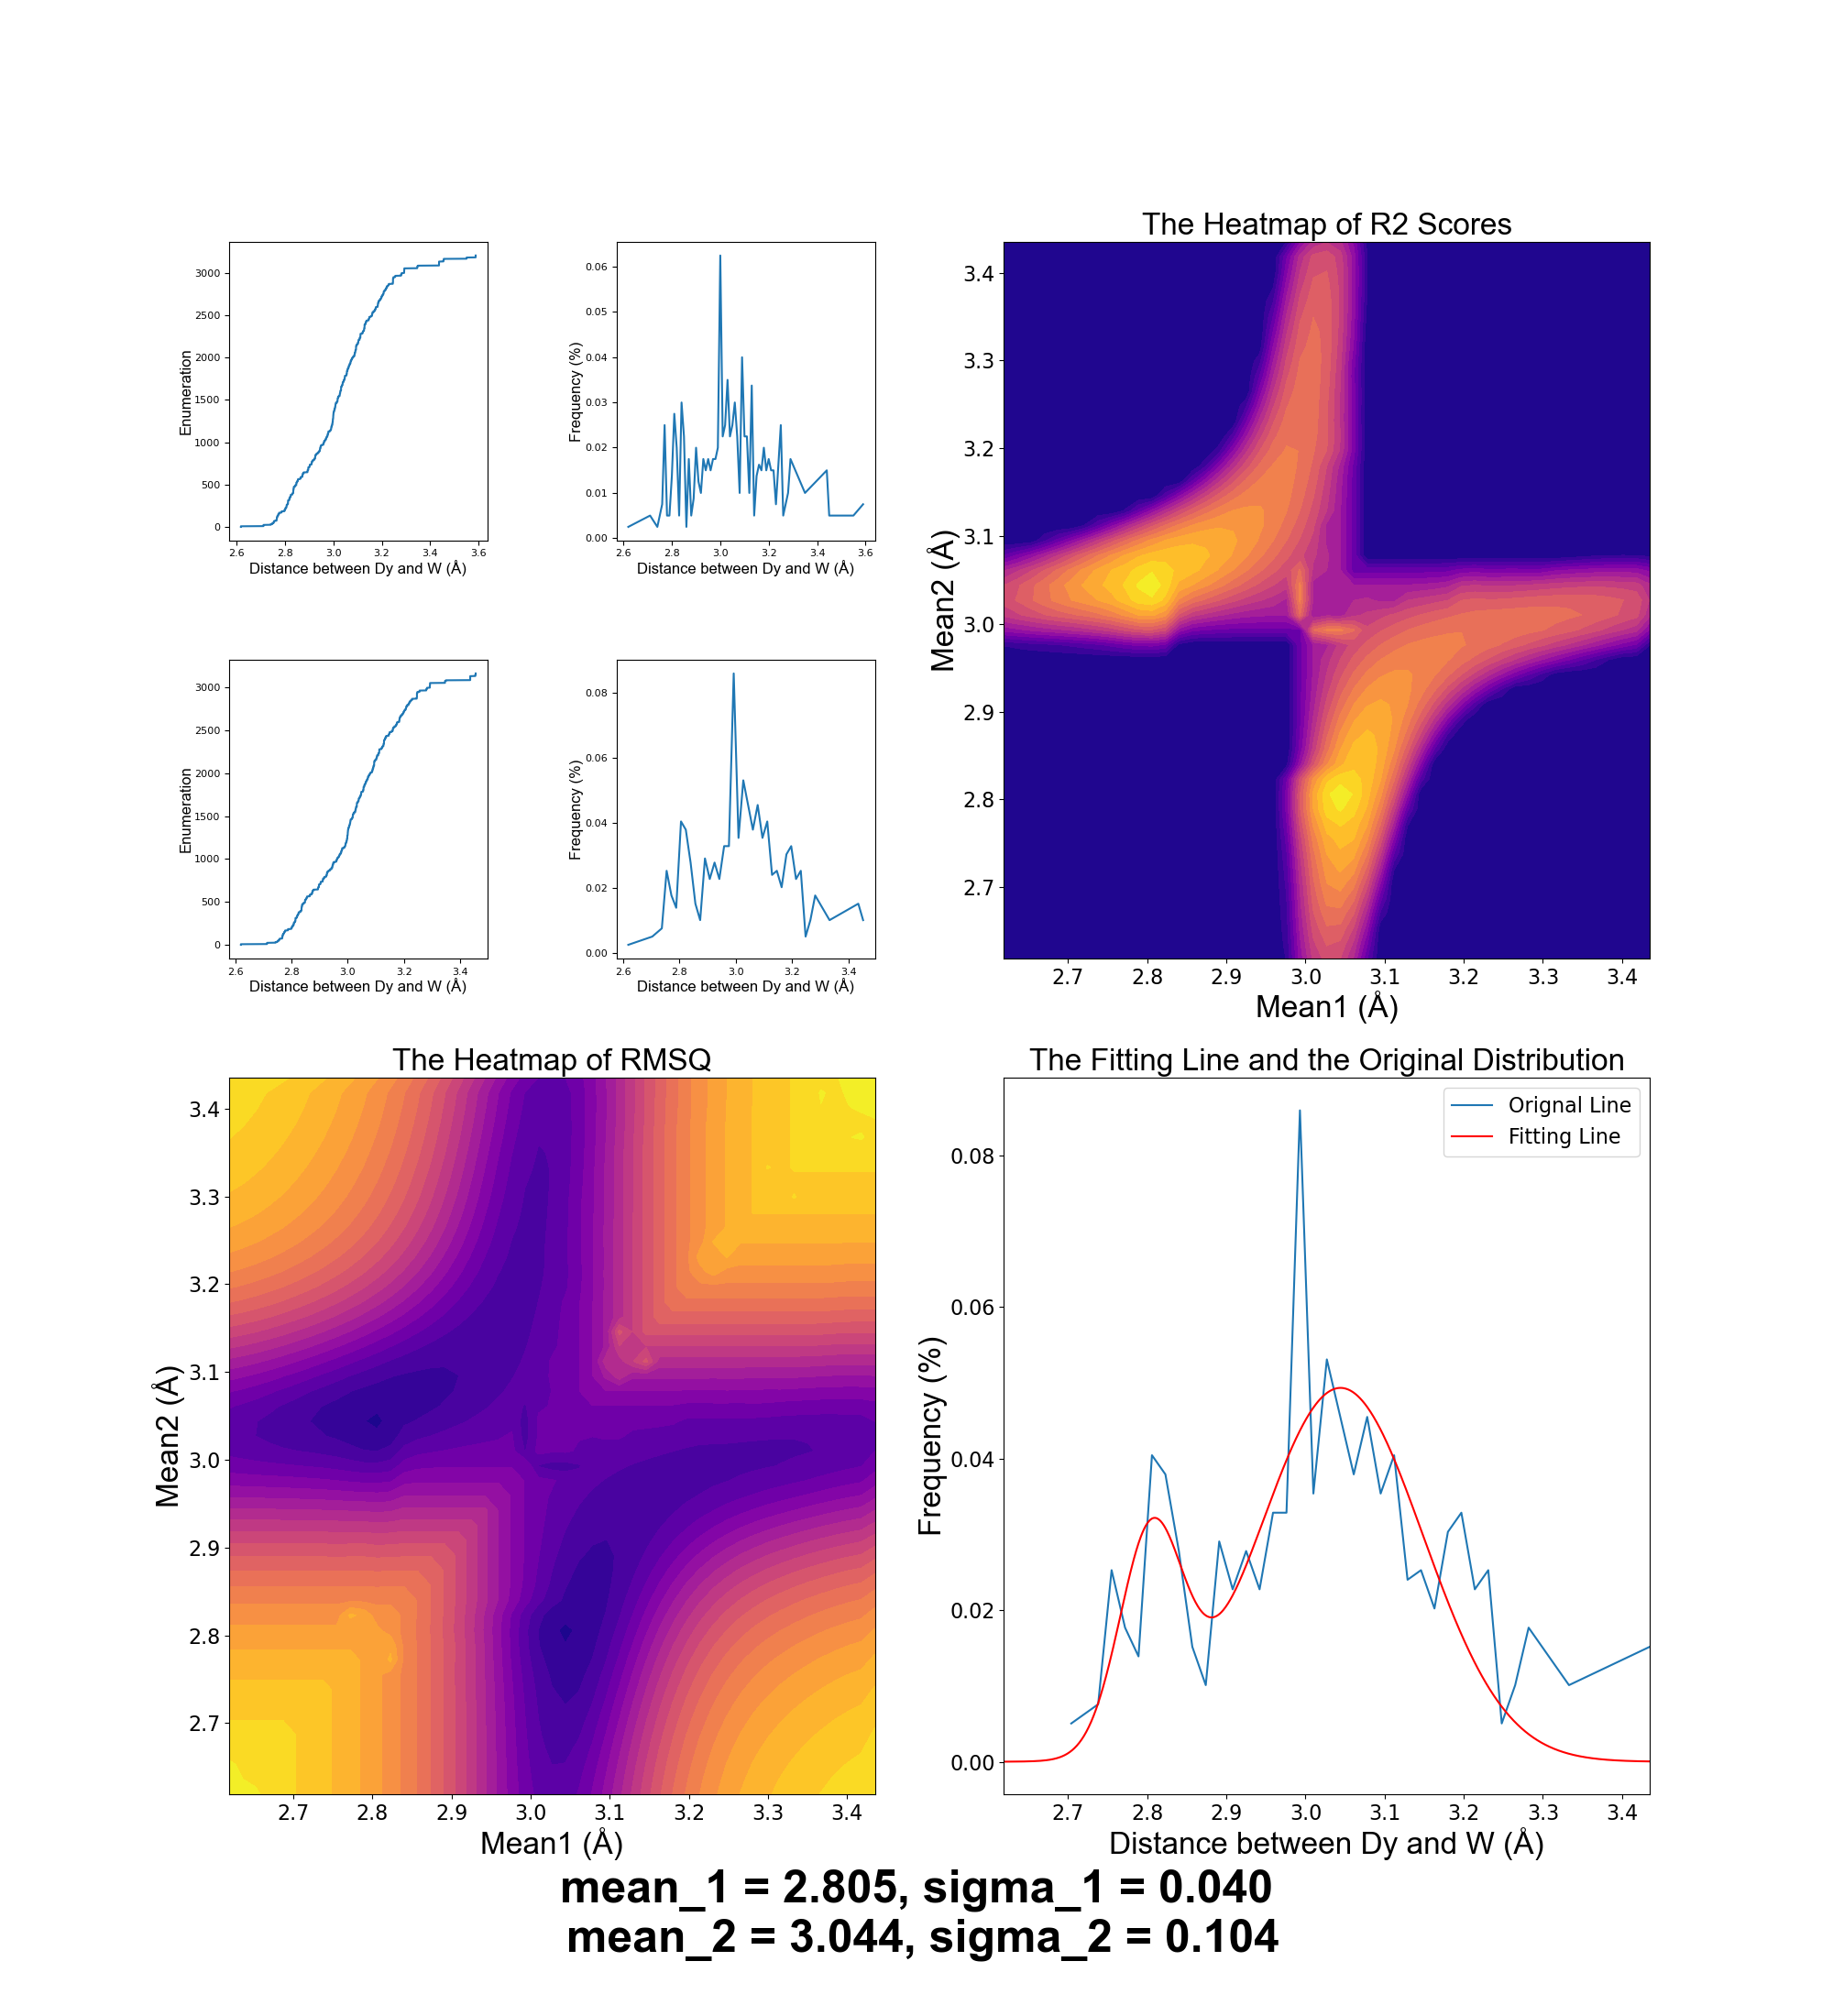 3000
2500
2000
1500
1000
500
0
Enumeration
2.6 2.8 3.0 3.2 3.4 3.6
Distance between Dy and W (Å)
0.06
0.05
0.04
0.03
0.02
0.01
0.00
Frequency (%)
2.6 2.8 3.0 3.2 3.4 3.6
Distance between Dy and W (Å)
The Heatmap of R2 Scores
3.4
3.3
3.2
3.1
3.0
2.9
2.8
2.7
Mean2 (Å)
2.7 2.8 2.9 3.0 3.1 3.2 3.3 3.4
Mean1 (Å)
3000
2500
2000
1500
1000
500
0
Enumeration
2.6 2.8 3.0 3.2 3.4
Distance between Dy and W (Å)
0.08
0.06
0.04
0.02
0.00
Frequency (%)
2.6 2.8 3.0 3.2 3.4
Distance between Dy and W (Å)
The Heatmap of RMSQ
3.4
3.3
3.2
3.1
3.0
2.9
2.8
2.7
Mean2 (Å)
2.7 2.8 2.9 3.0 3.1 3.2 3.3 3.4
Mean1 (Å)
The Fitting Line and the Original Distribution
Orignal Line
Fitting Line
0.08
0.06
0.04
0.02
0.00
Frequency (%)
2.7 2.8 2.9 3.0 3.1 3.2 3.3 3.4
Distance between Dy and W (Å)
mean_1 = 2.805, sigma_1 = 0.040
mean_2 = 3.044, sigma_2 = 0.104